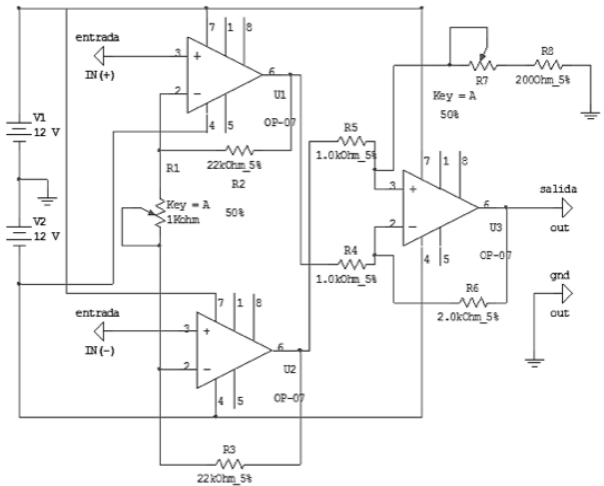 entrada
IN(+)
V1
12 V
V2
12 V
7
1
8
3
+
2
−
6
4
5
U1
OP-07
R1
22kOhm_5%
R2
Key = A
1Kohm
50%
entrada
IN(-)
7
1
8
3
+
2
−
6
4
5
U2
OP-07
R3
22kOhm_5%
R5
1.0kOhm_5%
R4
1.0kOhm_5%
R7
Key = A
50%
R8
200Ohm_5%
7
1
8
3
+
2
−
6
4
5
U3
OP-07
R6
2.0kOhm_5%
salida
out
gnd
out